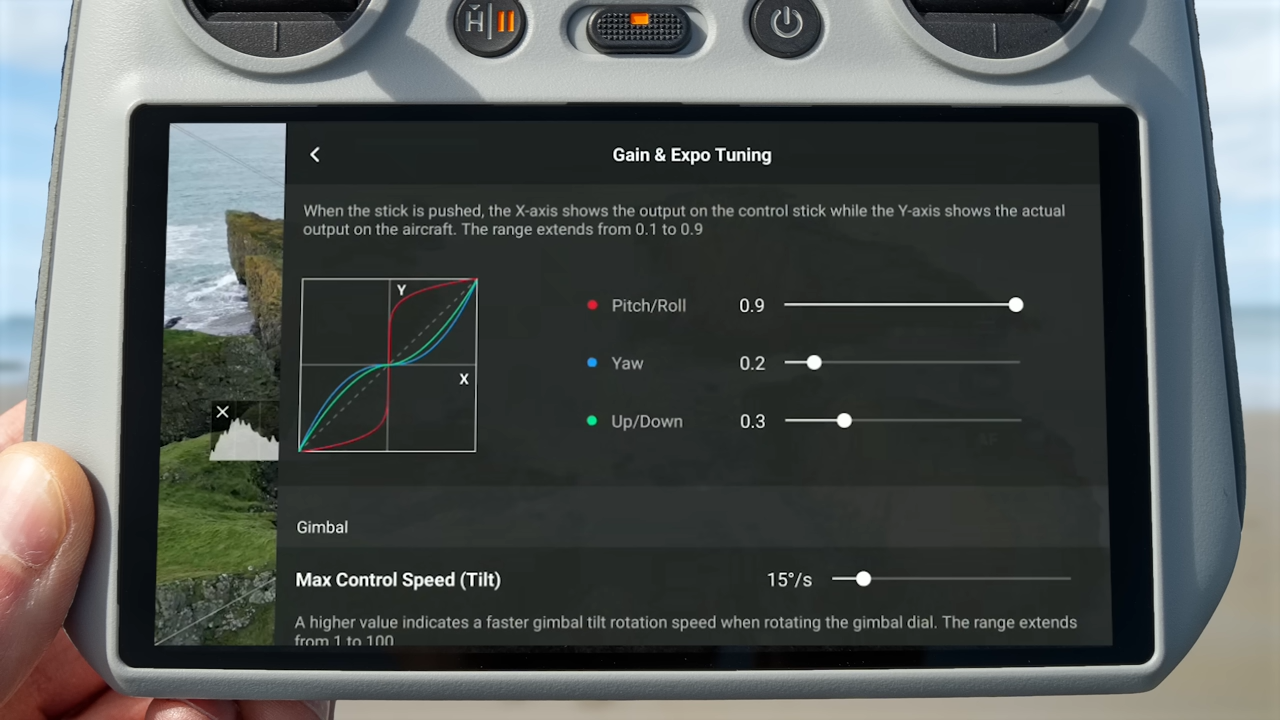 H
Gain & Expo Tuning
When the stick is pushed, the X-axis shows the output on the control stick while the Y-axis shows the actual
output on the aircraft. The range extends from 0.1 to 0.9
Y
X
Pitch/Roll 0.9
Yaw 0.2
Up/Down 0.3
Gimbal
Max Control Speed (Tilt) 15°/s
A higher value indicates a faster gimbal tilt rotation speed when rotating the gimbal dial. The range extends
from 1 to 100